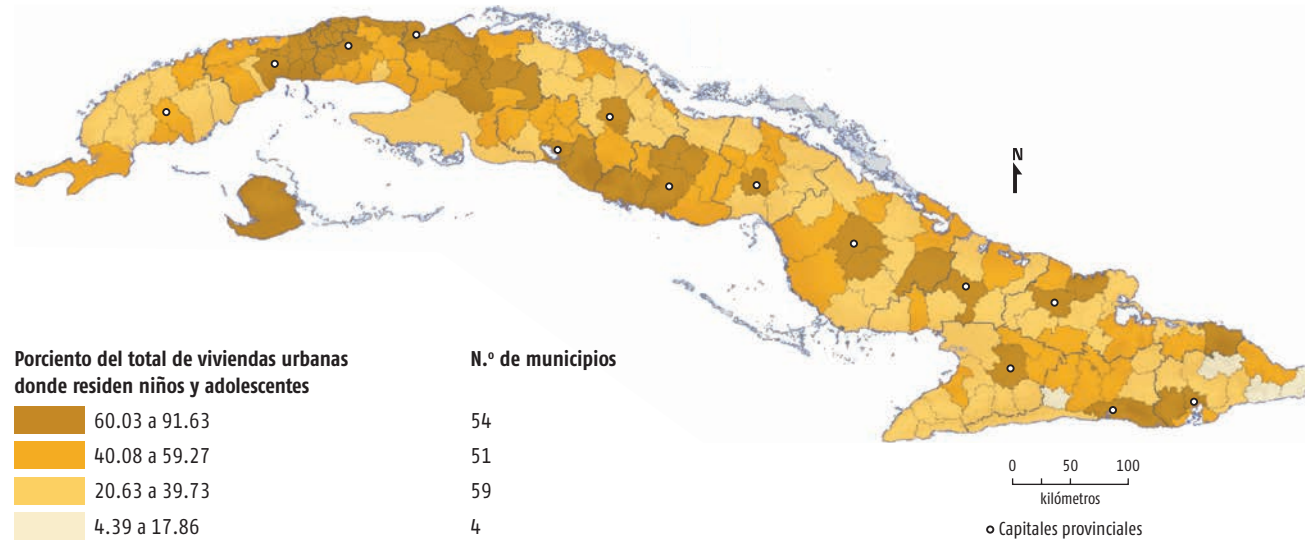 N
Porciento del total de viviendas urbanas
donde residen niños y adolescentes
N.º de municipios
60.03 a 91.63 54
40.08 a 59.27 51
20.63 a 39.73 59
4.39 a 17.86 4
0 50 100
kilómetros
Capitales provinciales